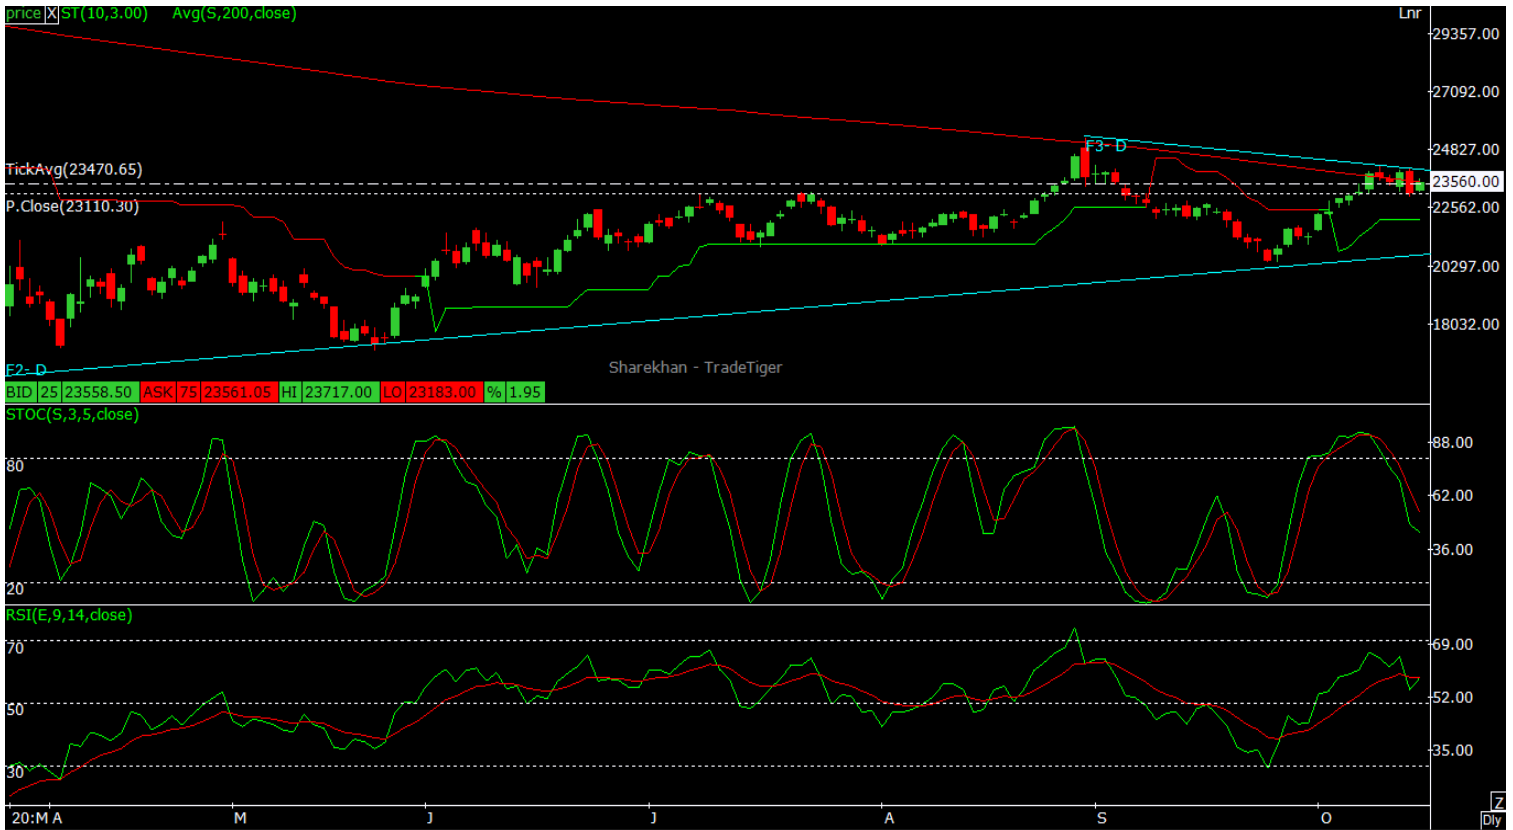 price X ST(10,3.00) Avg(S,200,close) Lnr
29357.00
27092.00
24827.00
F3- D
TickAvg(23470.65)
23560.00
P.Close(23110.30)
22562.00
20297.00
18032.00
F2- D
Sharekhan - TradeTiger
BID 25 23558.50 ASK 75 23561.05 HI 23717.00 LO 23183.00 % 1.95
STOC(S,3,5,close)
88.00
80
62.00
36.00
20
RSI(E,9,14,close)
70 69.00
50 52.00
35.00
30
Z
20:M A M J J A S O Dly